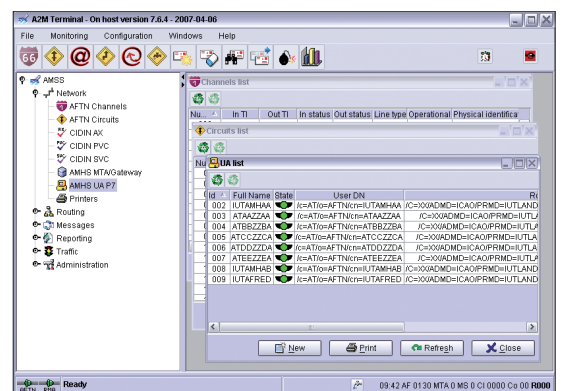 A2M Terminal - On host version 7.6.4 - 2007-04-06
File Monitoring Configuration Windows Help
66
AMSS
Network
AFTN Channels
AFTN Circuits
CIDIN AX
CIDIN PVC
CIDIN SVC
AMHS MTA/Gateway
AMHS UA P7
Printers
Routing
Messages
Reporting
Traffic
Administration
Channels list
Nu... In TI Out TI In status Out status Line type Operational Physical identifica
Circuits list
Nu
UA list
Id Full Name State User DN
002 IUTAMHAA /c=AT/o=AFTN/cn=IUTAMHAA /C=XX/ADMD=ICAO/PRMD=IUTLAND
003 ATAAZZAA /c=AT/o=AFTN/cn=ATAAZZAA /C=XX/ADMD=ICAO/PRMD=IUTLA
004 ATBBZZBA /c=AT/o=AFTN/cn=ATBBZZBA /C=XX/ADMD=ICAO/PRMD=IUTLA
005 ATCCZZCA /c=AT/o=AFTN/cn=ATCCZZCA /C=XX/ADMD=ICAO/PRMD=IUTL
006 ATDDZZDA /c=AT/o=AFTN/cn=ATDDZZDA /C=XX/ADMD=ICAO/PRMD=IUTL
007 ATEEZZEA /c=AT/o=AFTN/cn=ATEEZZEA /C=XX/ADMD=ICAO/PRMD=IUTLA
008 IUTAMHAB /c=AT/o=AFTN/cn=IUTAMHAB /C=XX/ADMD=ICAO/PRMD=IUTLAND
009 IUTAFRED /c=AT/o=AFTN/cn=IUTAFRED /C=XX/ADMD=ICAO/PRMD=IUTLAND
New Print Refresh Close
AFTN Ready
09:42 AF 0130 MTA 0 MS 0 CI 0000 Co 00 R000